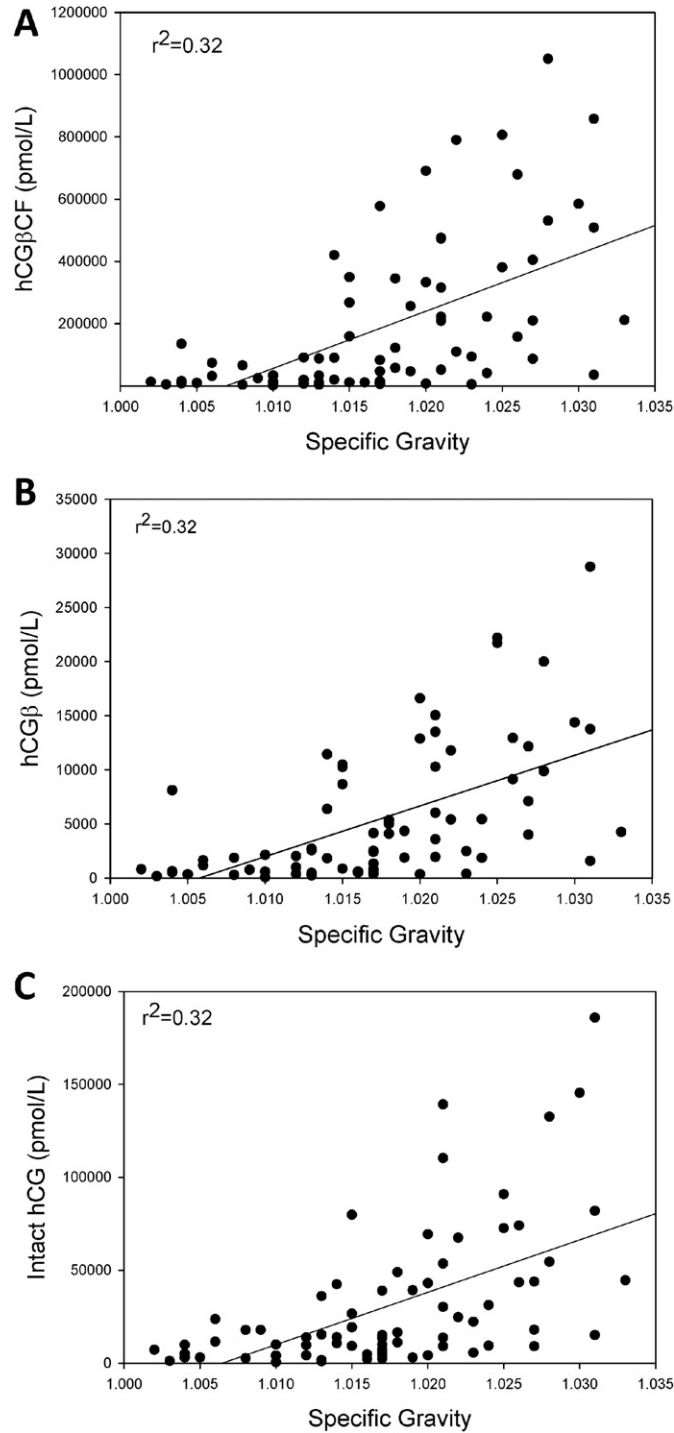 A
r²=0.32
hCGβCF (pmol/L)
1200000
1000000
800000
600000
400000
200000
1.000 1.005 1.010 1.015 1.020 1.025 1.030 1.035
Specific Gravity
B
r²=0.32
hCGβ (pmol/L)
35000
30000
25000
20000
15000
10000
5000
0
1.000 1.005 1.010 1.015 1.020 1.025 1.030 1.035
Specific Gravity
C
r²=0.32
Intact hCG (pmol/L)
200000
150000
100000
50000
0
1.000 1.005 1.010 1.015 1.020 1.025 1.030 1.035
Specific Gravity